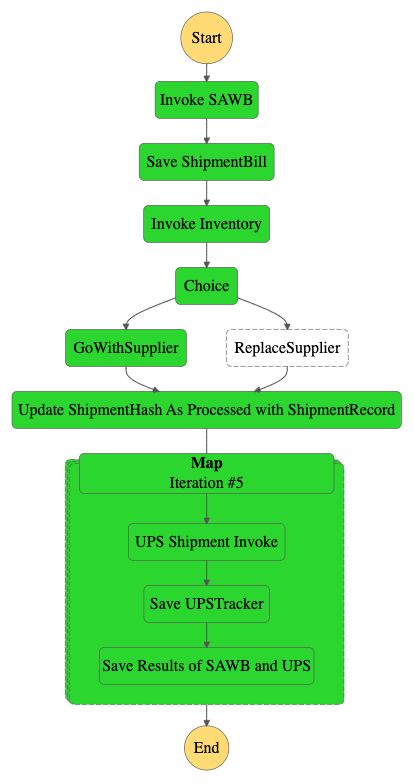 Start
Invoke SAWB
Save ShipmentBill
Invoke Inventory
Choice
GoWithSupplier
ReplaceSupplier
Update ShipmentHash As Processed with ShipmentRecord
Map
Iteration #5
UPS Shipment Invoke
Save UPSTracker
Save Results of SAWB and UPS
End